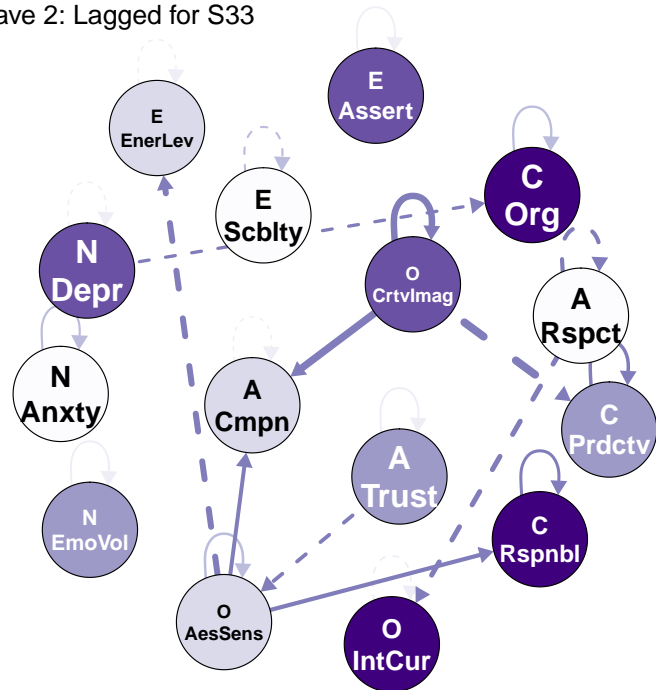 ave 2: Lagged for S33
E
Assert
E
EnerLev
C
Org
E
Scblty
N
Depr
O
CrtvImag
A
Rspct
N
Anxty
A
Cmpn
C
Prdctv
A
Trust
N
EmoVol
C
Rspnbl
O
AesSens
O
IntCur